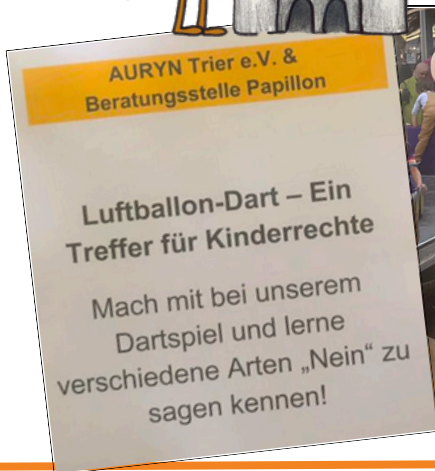 AURYN Trier e.V. &
Beratungsstelle Papillon
Luftballon-Dart – Ein
Treffer für Kinderrechte
Mach mit bei unserem
Dartspiel und lerne
verschiedene Arten „Nein“ zu
sagen kennen!